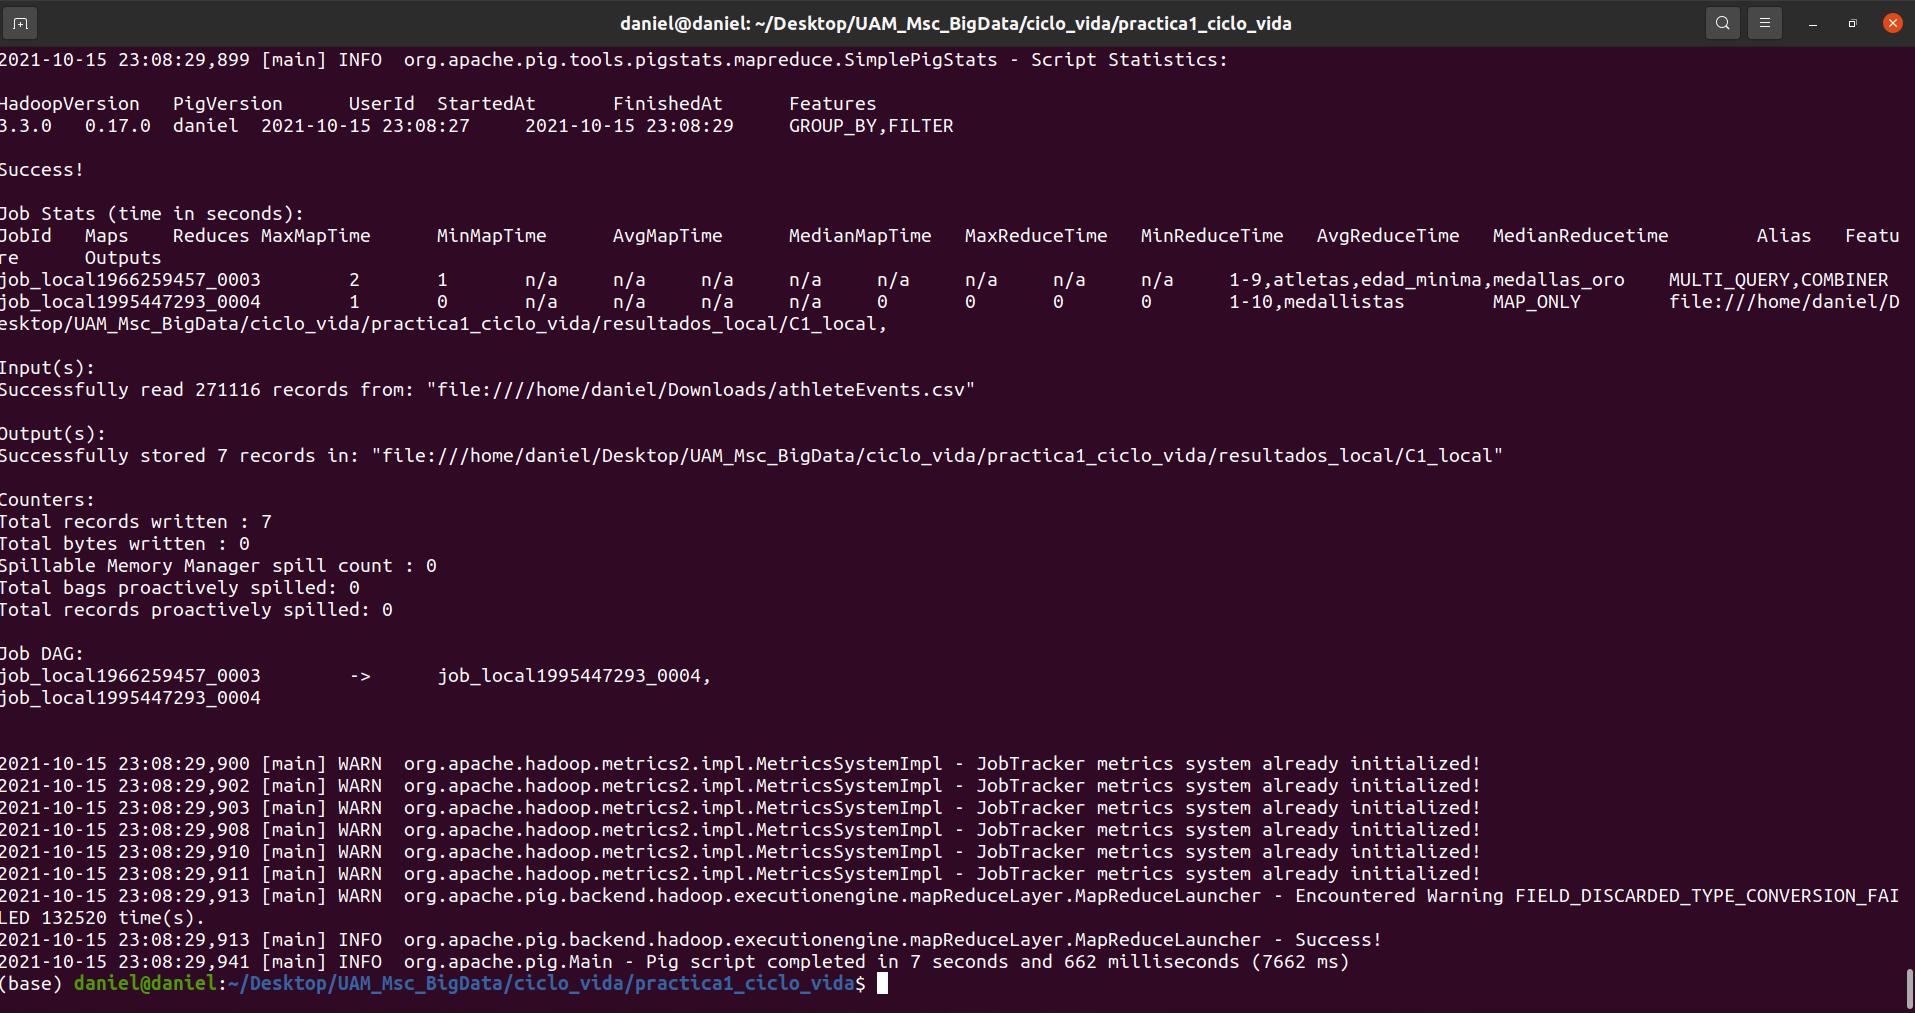 daniel@daniel: ~/Desktop/UAM_Msc_BigData/ciclo_vida/practica1_ciclo_vida
2021-10-15 23:08:29,899 [main] INFO  org.apache.pig.tools.pigstats.mapreduce.SimplePigStats - Script Statistics:
HadoopVersion   PigVersion      UserId  StartedAt       FinishedAt      Features
3.3.0   0.17.0  daniel  2021-10-15 23:08:27     2021-10-15 23:08:29     GROUP_BY,FILTER
Success!
Job Stats (time in seconds):
JobId   Maps    Reduces MaxMapTime      MinMapTime      AvgMapTime      MedianMapTime   MaxReduceTime   MinReduceTime   AvgReduceTime   MedianReducetime        Alias   Featu
re      Outputs
job_local1966259457_0003        2       1       n/a     n/a     n/a     n/a     n/a     n/a     n/a     n/a     1-9,atletas,edad_minima,medallas_oro    MULTI_QUERY,COMBINER
job_local1995447293_0004        1       0       n/a     n/a     n/a     n/a     0       0       0       0       1-10,medallistas        MAP_ONLY        file:///home/daniel/D
esktop/UAM_Msc_BigData/ciclo_vida/practica1_ciclo_vida/resultados_local/C1_local,
Input(s):
Successfully read 271116 records from: "file:////home/daniel/Downloads/athleteEvents.csv"
Output(s):
Successfully stored 7 records in: "file:///home/daniel/Desktop/UAM_Msc_BigData/ciclo_vida/practica1_ciclo_vida/resultados_local/C1_local"
Counters:
Total records written : 7
Total bytes written : 0
Spillable Memory Manager spill count : 0
Total bags proactively spilled: 0
Total records proactively spilled: 0
Job DAG:
job_local1966259457_0003        ->      job_local1995447293_0004,
job_local1995447293_0004
2021-10-15 23:08:29,900 [main] WARN  org.apache.hadoop.metrics2.impl.MetricsSystemImpl - JobTracker metrics system already initialized!
2021-10-15 23:08:29,902 [main] WARN  org.apache.hadoop.metrics2.impl.MetricsSystemImpl - JobTracker metrics system already initialized!
2021-10-15 23:08:29,903 [main] WARN  org.apache.hadoop.metrics2.impl.MetricsSystemImpl - JobTracker metrics system already initialized!
2021-10-15 23:08:29,908 [main] WARN  org.apache.hadoop.metrics2.impl.MetricsSystemImpl - JobTracker metrics system already initialized!
2021-10-15 23:08:29,910 [main] WARN  org.apache.hadoop.metrics2.impl.MetricsSystemImpl - JobTracker metrics system already initialized!
2021-10-15 23:08:29,911 [main] WARN  org.apache.hadoop.metrics2.impl.MetricsSystemImpl - JobTracker metrics system already initialized!
2021-10-15 23:08:29,913 [main] WARN  org.apache.pig.backend.hadoop.executionengine.mapReduceLayer.MapReduceLauncher - Encountered Warning FIELD_DISCARDED_TYPE_CONVERSION_FAI
LED 132520 time(s).
2021-10-15 23:08:29,913 [main] INFO  org.apache.pig.backend.hadoop.executionengine.mapReduceLayer.MapReduceLauncher - Success!
2021-10-15 23:08:29,941 [main] INFO  org.apache.pig.Main - Pig script completed in 7 seconds and 662 milliseconds (7662 ms)
(base) daniel@daniel:~/Desktop/UAM_Msc_BigData/ciclo_vida/practica1_ciclo_vida$